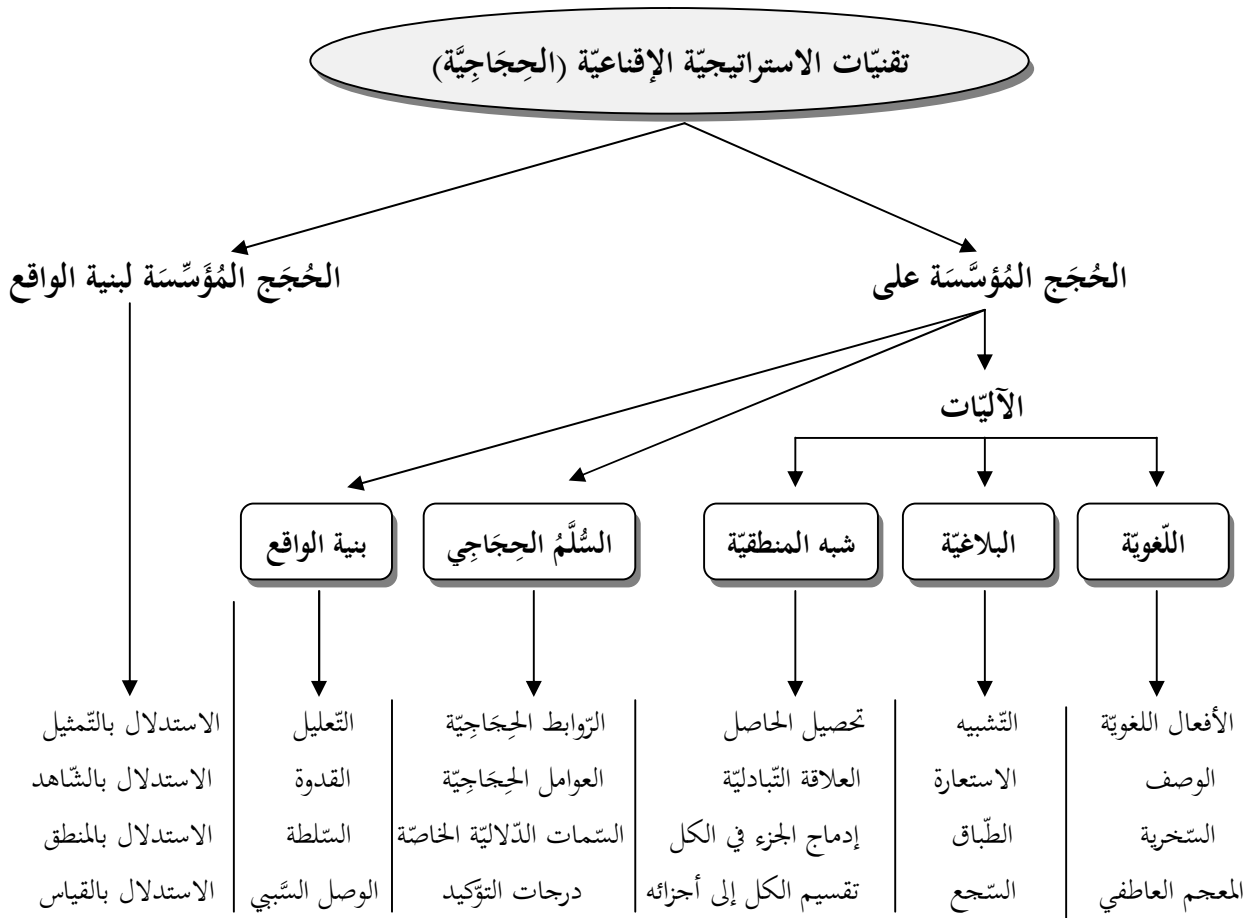 تقنيّات الاستراتيجيّة الإقناعيّة (الحِجَاجِيَّة)
الحُجَج المُؤسَّسَة على
الحُجَج المُؤَسِّسَة لبنية الواقع
الآليّات
اللّغويّة
البلاغيّة
شبه المنطقيّة
السُّلَّمُ الحِجَاجِي
بنية الواقع
الأفعال اللغويّة
الوصف
السّخرية
المعجم العاطفي
التّشبيه
الاستعارة
الطّباق
السّجع
تحصيل الحاصل
العلاقة التّبادليّة
إدماج الجزء في الكل
تقسيم الكل إلى أجزائه
الرّوابط الحِجَاجِيّة
العوامل الحِجَاجِيّة
السّمات الدّلاليّة الخاصّة
درجات التوّكيد
التّعليل
القدوة
السّلطة
الوصل السَّببي
الاستدلال بالتّمثيل
الاستدلال بالشّاهد
الاستدلال بالمنطق
الاستدلال بالقياس